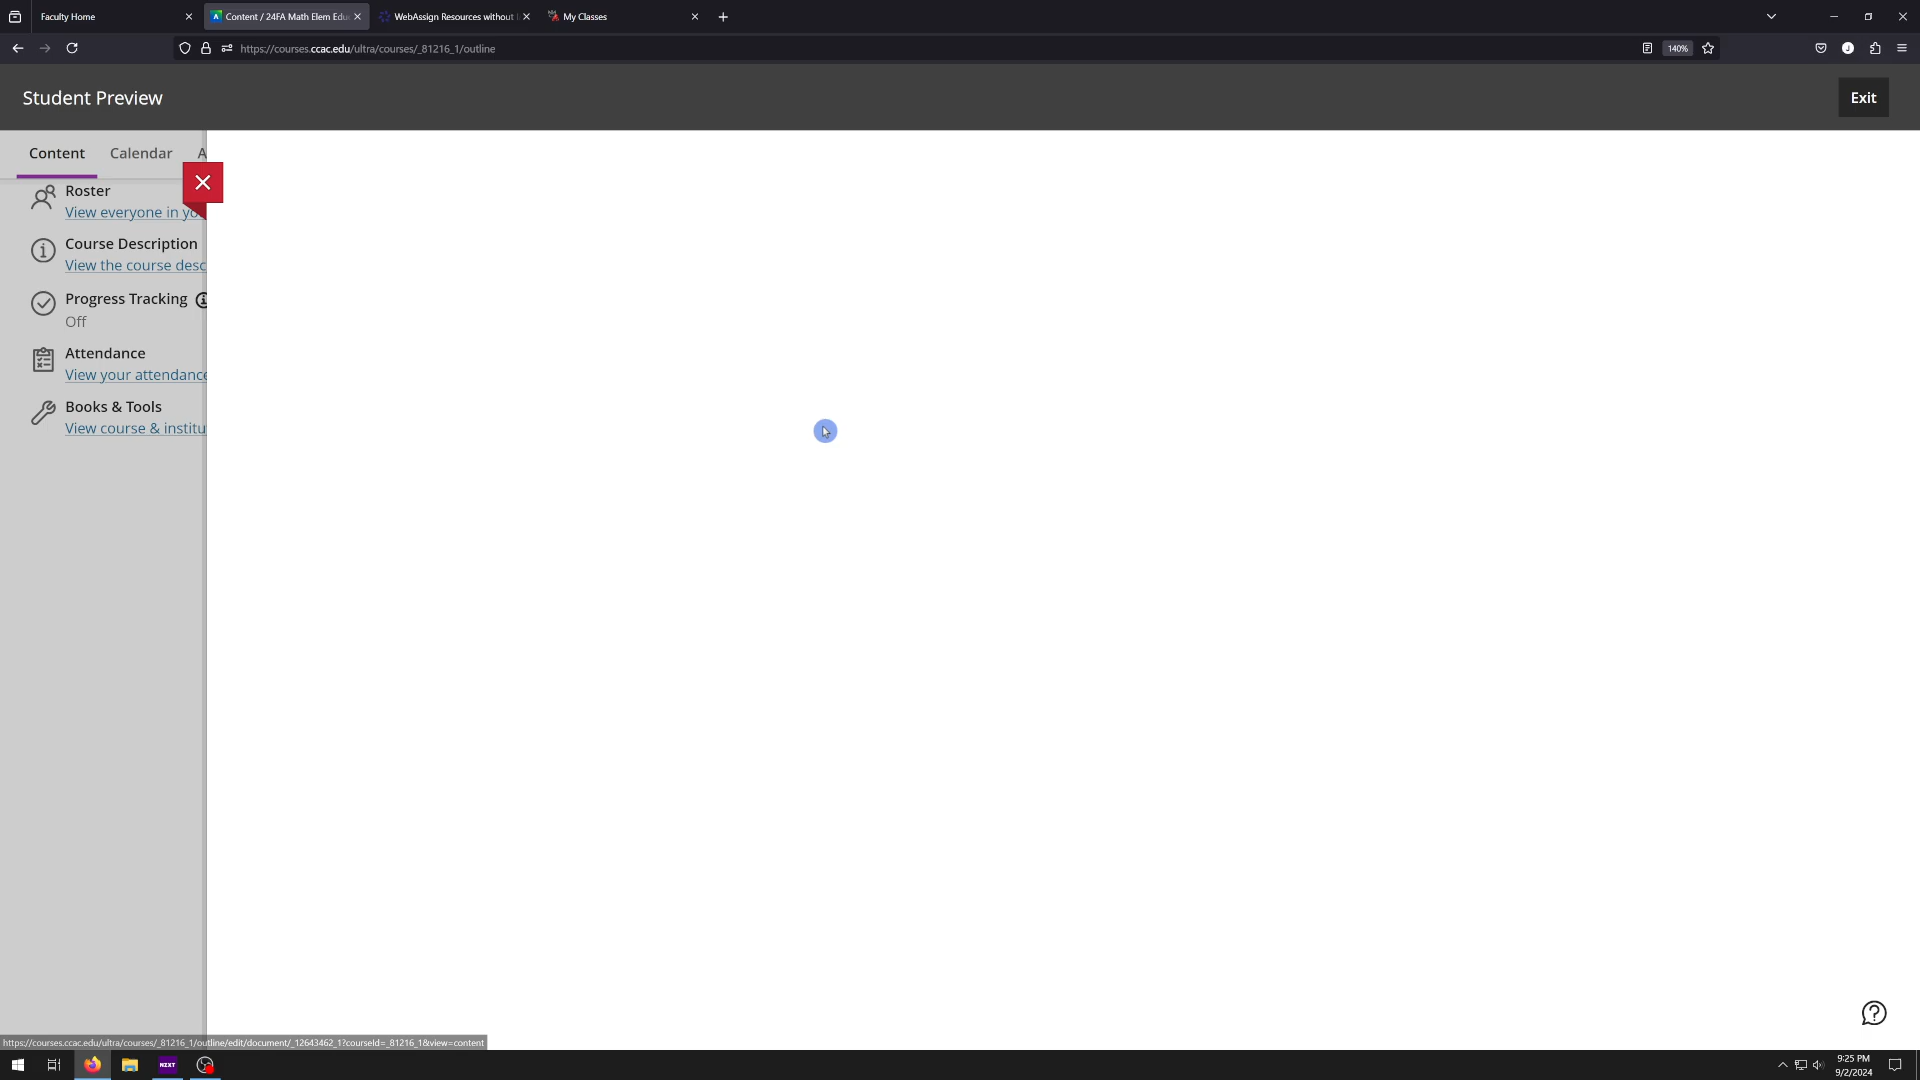 Faculty Home
Content / 24FA Math Elem Edu
WebAssign Resources without
My Classes
https://courses.ccac.edu/ultra/courses/_81216_1/outline
140%
Student Preview
Exit
Content
Calendar
A
Roster
View everyone in yo
Course Description
View the course desc
Progress Tracking
Off
Attendance
View your attendance
Books & Tools
View course & institu
https://courses.ccac.edu/ultra/courses/_81216_1/outline/edit/document/_12643462_1?courseId=_81216_1&view=content
NZXT
9:25 PM
9/2/2024